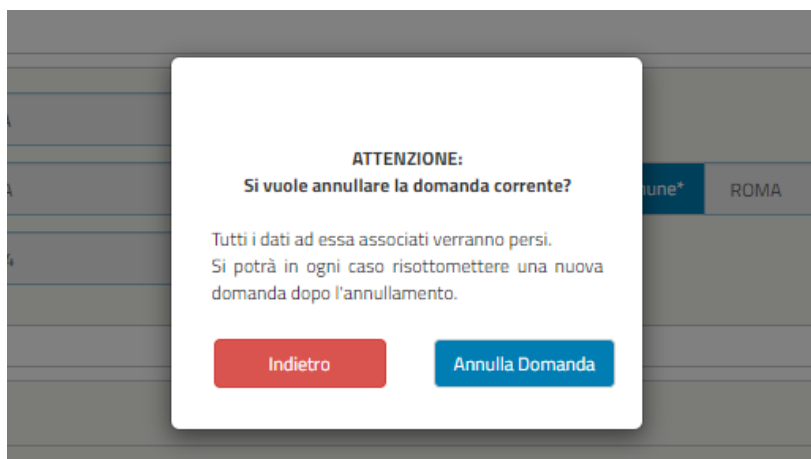 ATTENZIONE:
Si vuole annullare la domanda corrente?
une*
ROMA
Tutti i dati ad essa associati verranno persi.
Si potrà in ogni caso risottomettere una nuova
domanda dopo l'annullamento.
Indietro
Annulla Domanda